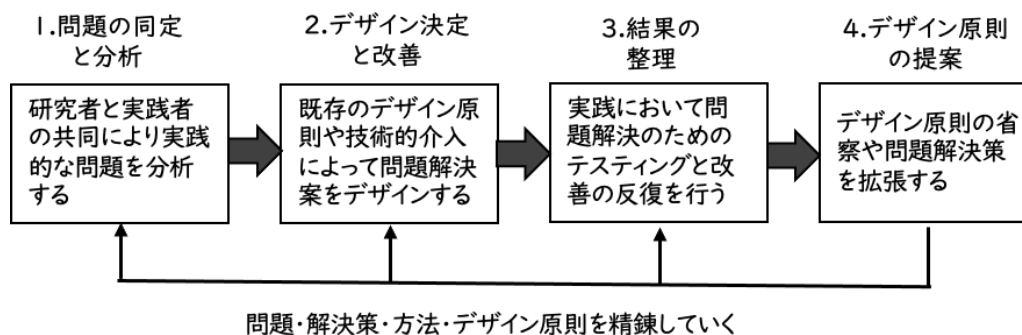 1.問題の同定
と分析
2.デザイン決定
と改善
3.結果の
整理
4.デザイン原則
の提案
研究者と実践者
の共同により実践
的な問題を分析
する
既存のデザイン原
則や技術的介入
によって問題解決
案をデザインする
実践において問
題解決のための
テスティングと改
善の反復を行う
デザイン原則の省
察や問題解決策
を拡張する
問題・解決策・方法・デザイン原則を精錬していく